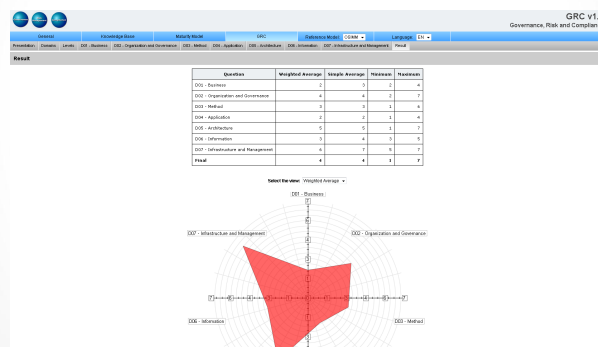 GRC v1.
Governance, Risk and Complian
General Knowledge Base Maturity Model GRC Reference Model: OSIMM Language: EN
Presentation Domains Levels D01 - Business D02 - Organization and Governance D03 - Method D04 - Application D05 - Architecture D06 - Information D07 - Infrastructure and Management Result
Result
Question Weighted Average Simple Average Minimum Maximum
D01 - Business 2 3 2 4
D02 - Organization and Governance 4 4 2 7
D03 - Method 3 3 1
D04 - Application 2 1 4
D05 - Architecture 5 5 1 7
D06 - Information 3 4 3 5
D07 - Infrastructure and Management 7 5 7
Final 4 4 1 7
Select the view: Weighted Average
D01 - Business
7
D07 - Infrastructure and Management
D02 - Organization and Governance
7 7
D06 - Information
D03 - Method